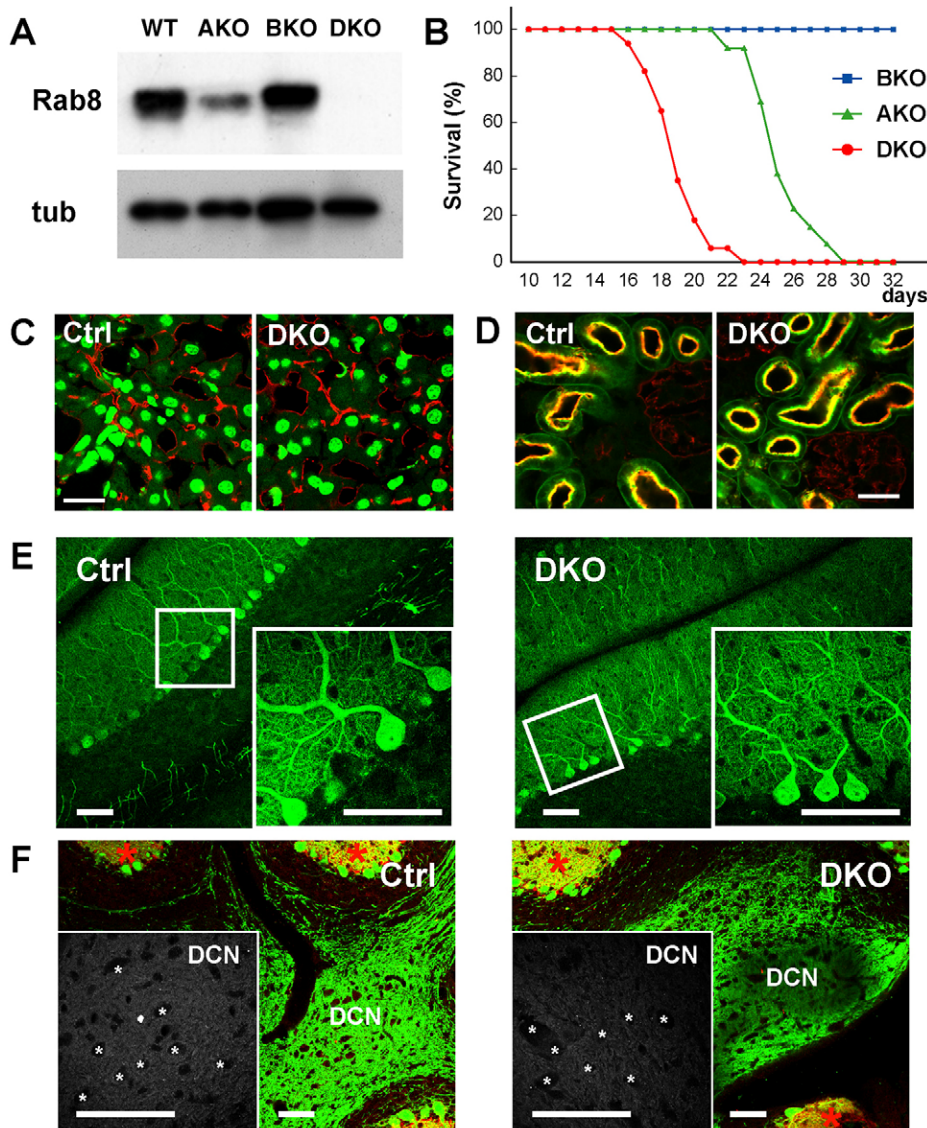 A
WT AKO BKO DKO
Rab8
tub
B
Survival (%)
100
80
60
40
20
0
10 12 14 16 18 20 22 24 26 28 30 32
days
BKO
AKO
DKO
C
Ctrl
DKO
D
Ctrl
DKO
E
Ctrl
DKO
F
Ctrl
DCN
DCN
DKO
DCN
DCN